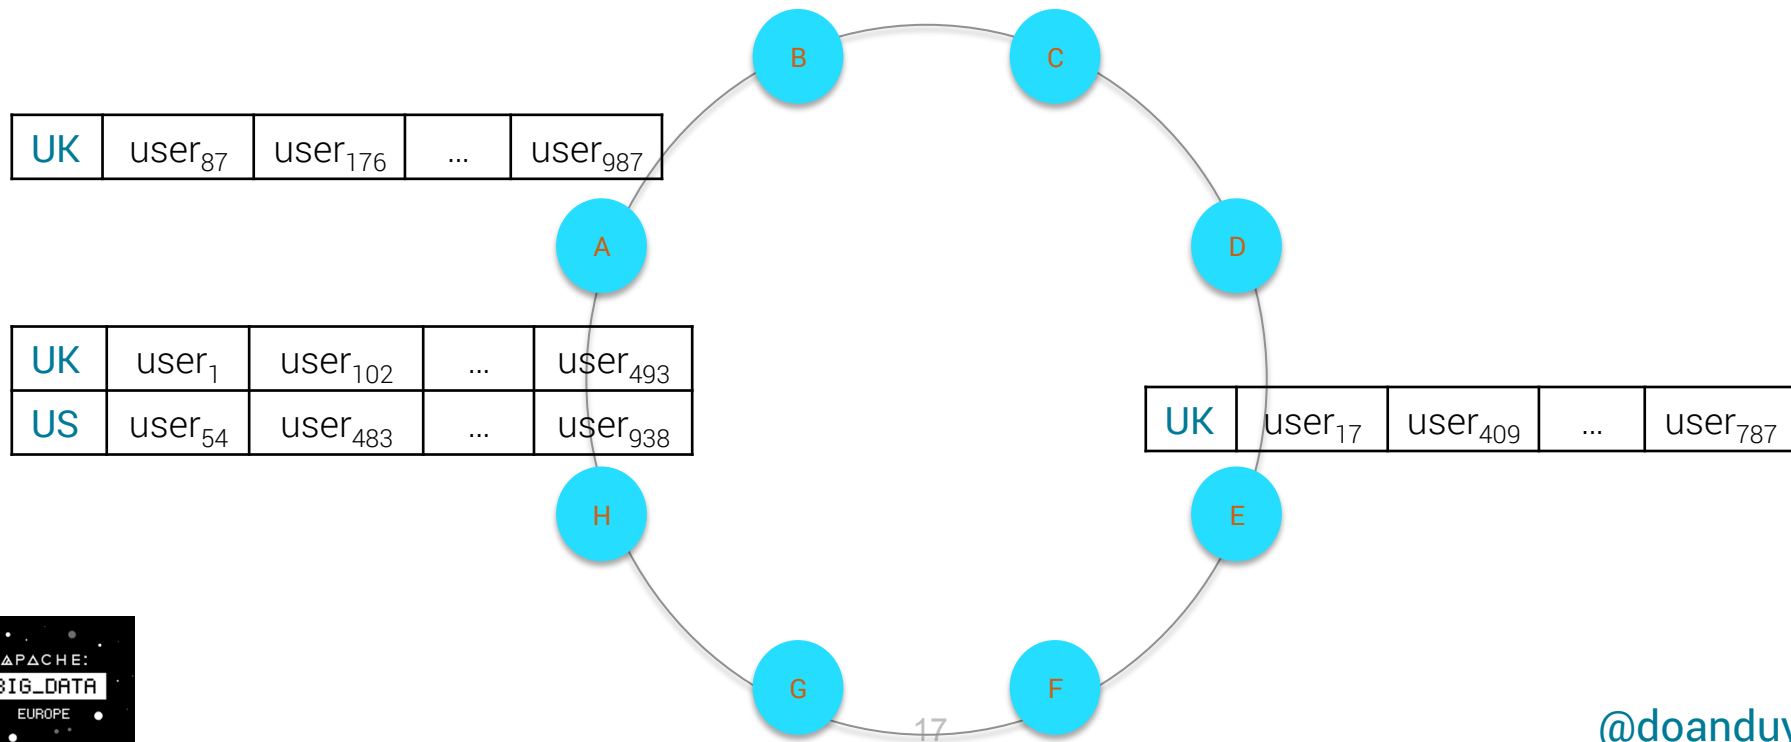 B
C
UK user₈₇ user₁₇₆ ... user₉₈₇
A
D
UK user₁ user₁₀₂ ... user₄₉₃
US user₅₄ user₄₈₃ ... user₉₃₈
UK user₁₇ user₄₀₉ ... user₇₈₇
H
E
APACHE:
BIG_DATA
EUROPE
G
F
17
@doanduy